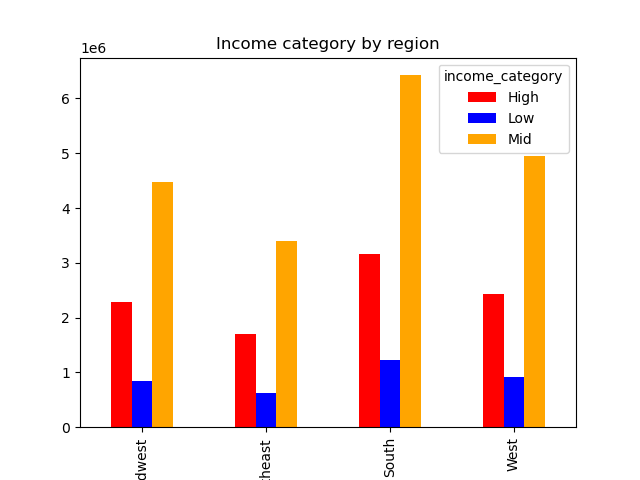 Income category by region
1e6
income_category
High
Low
Mid
6
5
4
3
2
1
0
dwest
theast
South
West